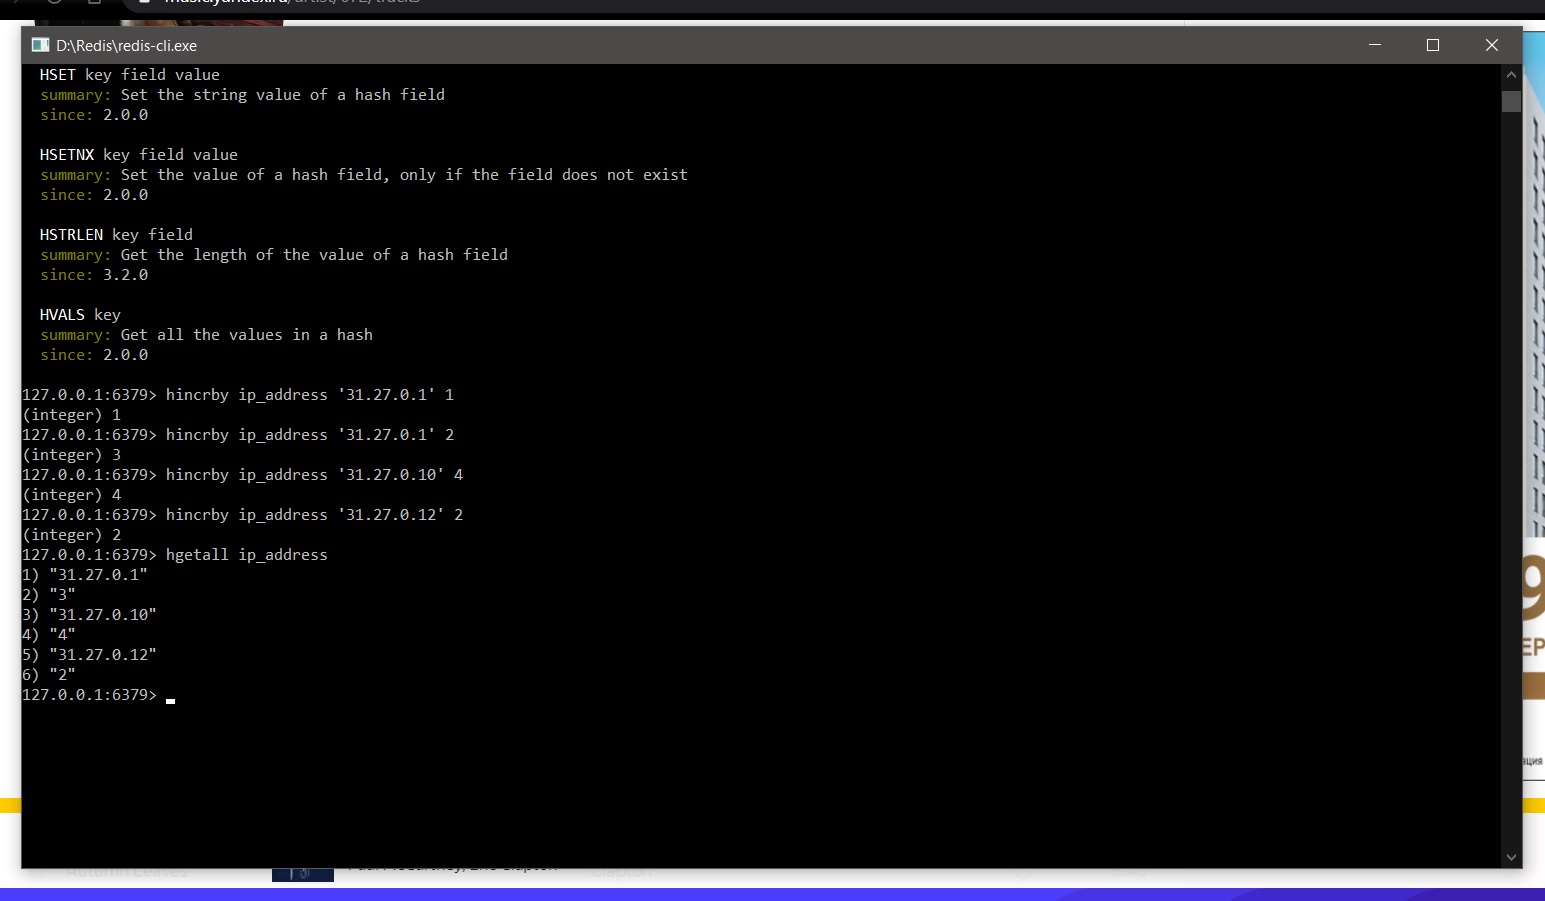 D:\Redis\redis-cli.exe
HSET key field value
summary: Set the string value of a hash field
since: 2.0.0
HSETNX key field value
summary: Set the value of a hash field, only if the field does not exist
since: 2.0.0
HSTRLEN key field
summary: Get the length of the value of a hash field
since: 3.2.0
HVALS key
summary: Get all the values in a hash
since: 2.0.0
127.0.0.1:6379> hincrby ip_address '31.27.0.1' 1
(integer) 1
127.0.0.1:6379> hincrby ip_address '31.27.0.1' 2
(integer) 3
127.0.0.1:6379> hincrby ip_address '31.27.0.10' 4
(integer) 4
127.0.0.1:6379> hincrby ip_address '31.27.0.12' 2
(integer) 2
127.0.0.1:6379> hgetall ip_address
1) "31.27.0.1"
2) "3"
3) "31.27.0.10"
4) "4"
5) "31.27.0.12"
6) "2"
127.0.0.1:6379>
Autumn Leaves
Clapton